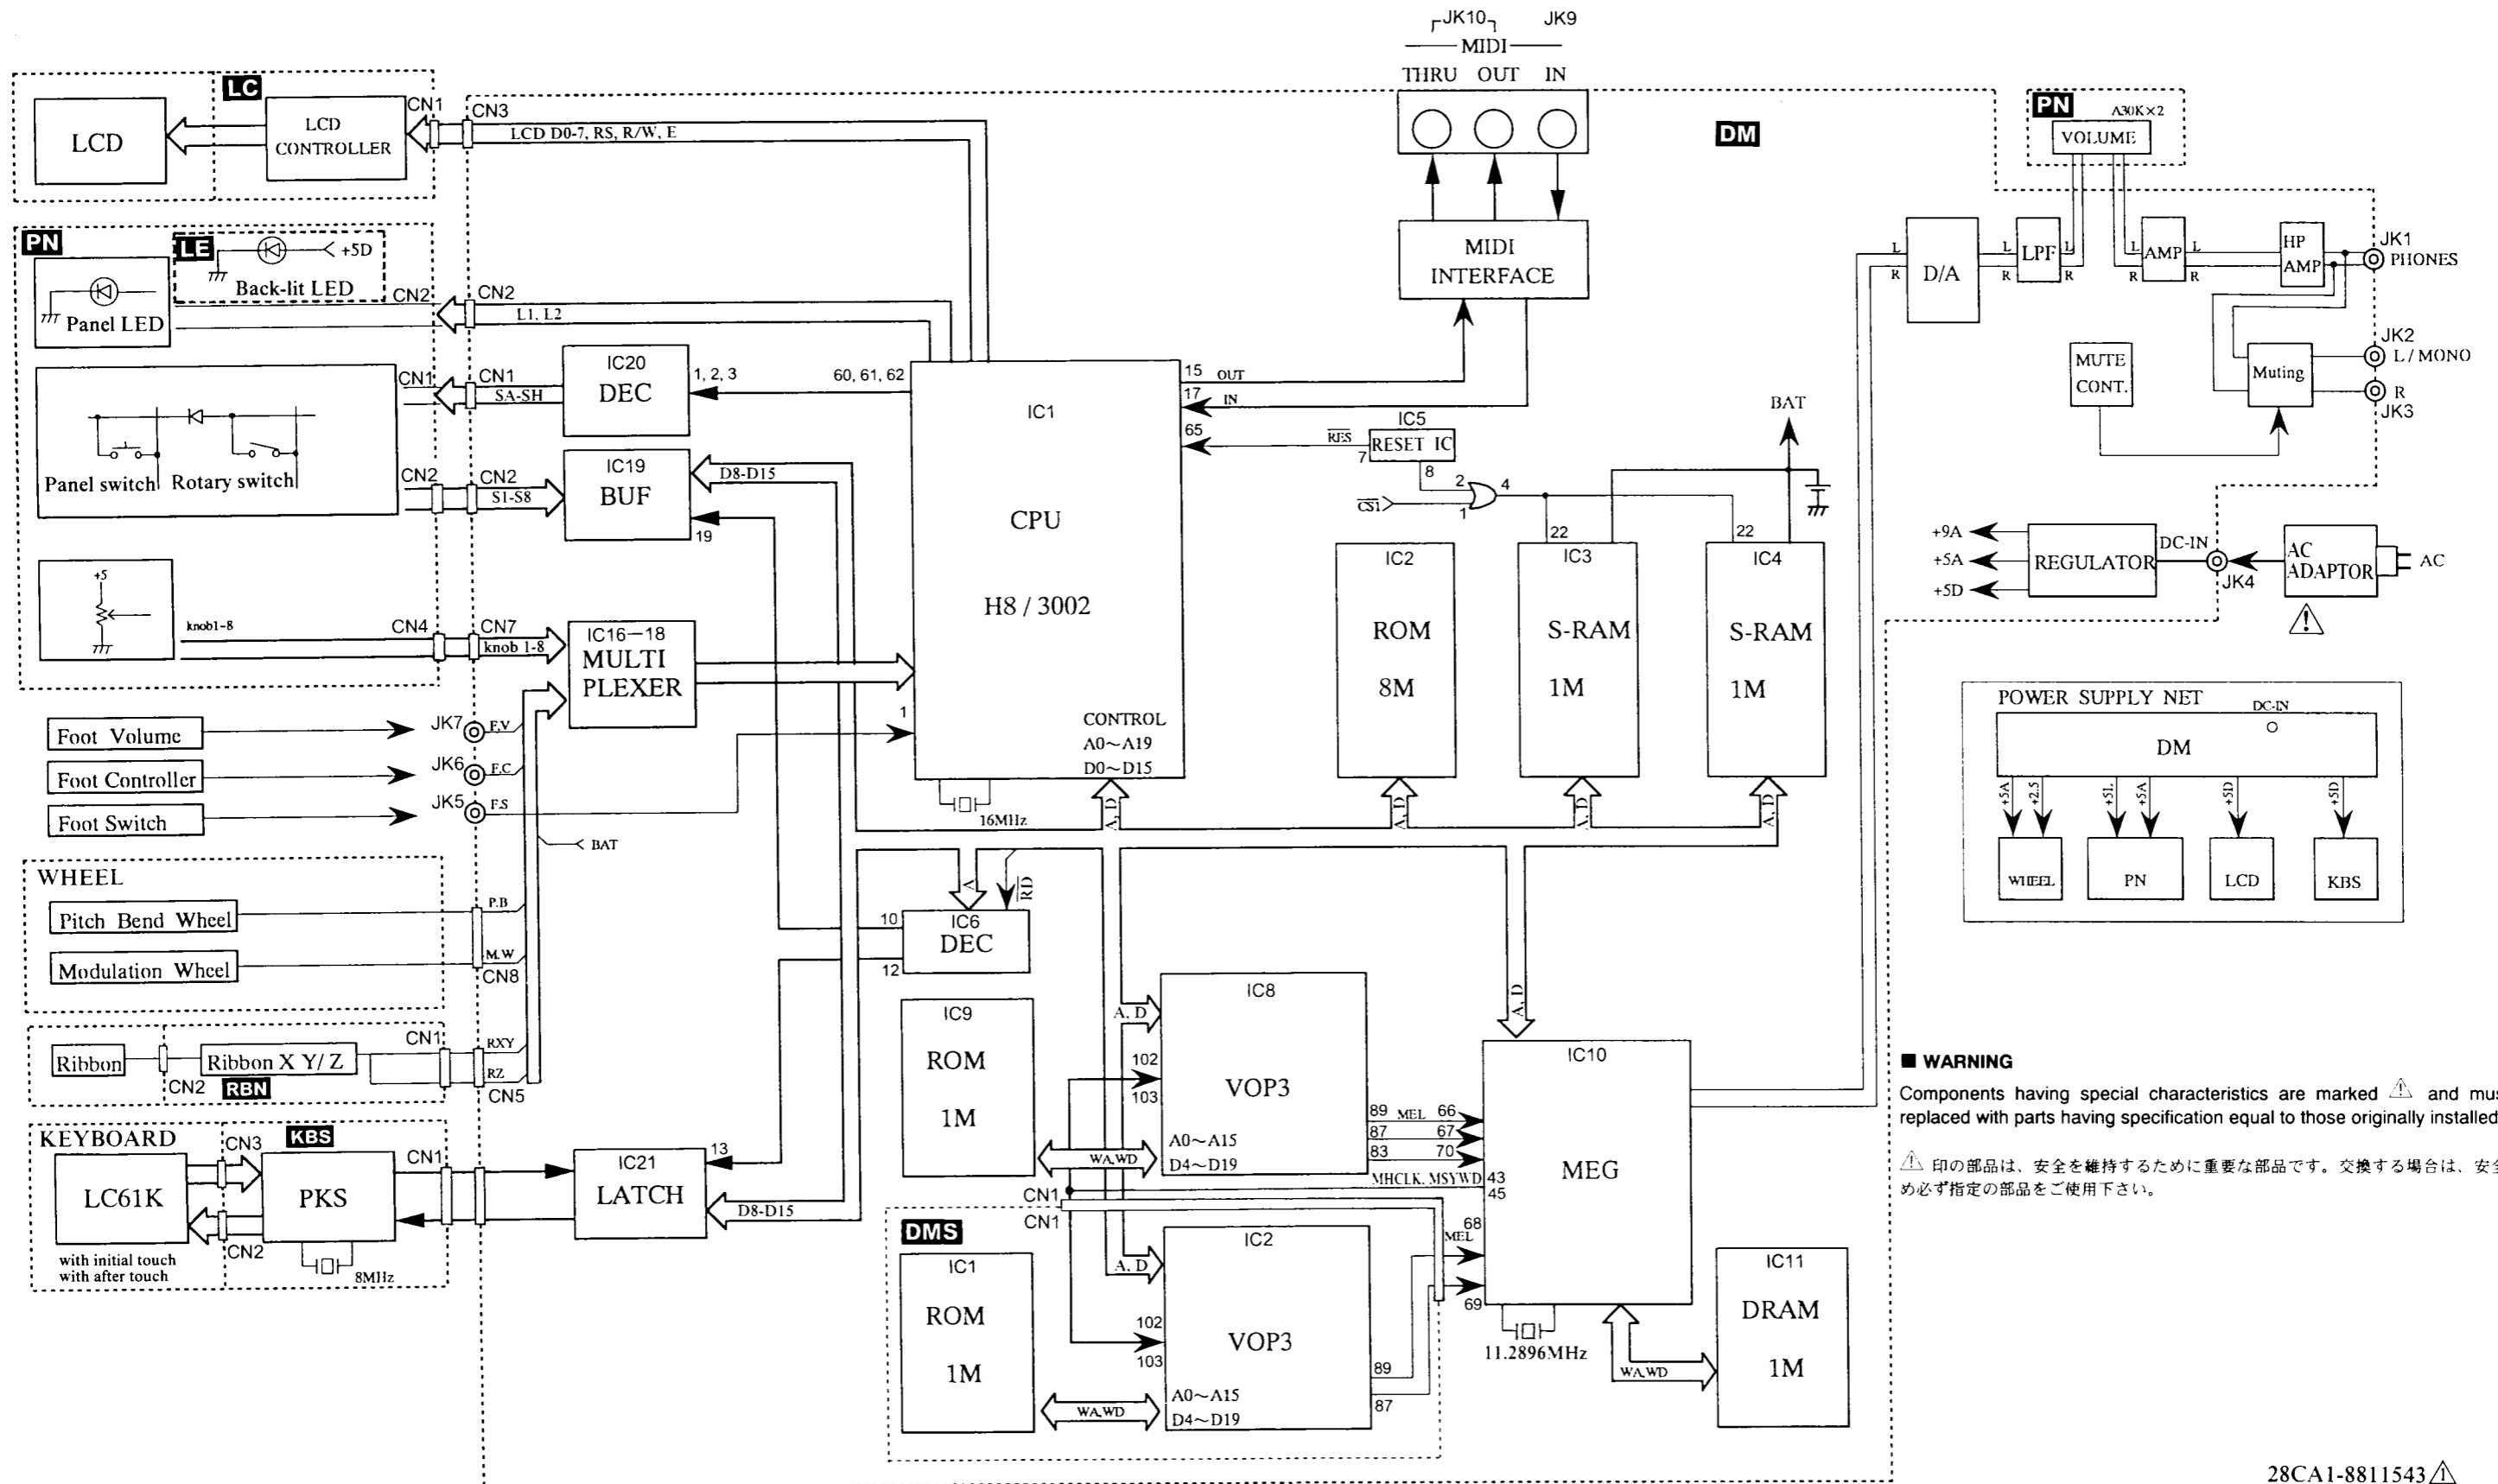 JK10 JK9
MIDI
THRU OUT IN
LC
LCD
LCD
CONTROLLER
CN1
CN3
LCD D0-7, RS, R/W, E
DM
PN
A30K×2
VOLUME
PN
LE
+5D
Back-lit LED
Panel LED
CN2
CN2
L1, L2
MIDI
INTERFACE
L
R
D/A
L
R
LPF
L
R
L
R
AMP
L
R
HP
AMP
JK1
PHONES
JK2
L / MONO
R
JK3
MUTE
CONT.
Muting
Panel switch
Rotary switch
CN1
CN1
SA-SH
IC20
DEC
1, 2, 3
60, 61, 62
CN2
CN2
S1-S8
IC19
BUF
D8-D15
19
IC1
CPU
H8 / 3002
CONTROL
A0~A19
D0~D15
15 OUT
17 IN
65
RES
IC5
RESET IC
7
8
2
1
4
CS1
BAT
22
22
IC2
ROM
8M
IC3
S-RAM
1M
IC4
S-RAM
1M
+9A
+5A
+5D
REGULATOR
DC-IN
JK4
AC
ADAPTOR
AC
+5
knob1-8
CN4
CN7
knob 1-8
IC16-18
MULTI
PLEXER
1
16MHz
Foot Volume
JK7
F.V
Foot Controller
JK6
F.C
Foot Switch
JK5
F.S
BAT
A, D
A, D
A, D
A, D
POWER SUPPLY NET
DC-IN
DM
+5A
+2.5
+5L
+5A
+5D
+5D
WHEEL
PN
LCD
KBS
WHEEL
Pitch Bend Wheel
P.B
Modulation Wheel
M.W
CN8
A
RD
10
12
IC6
DEC
Ribbon
CN2
Ribbon X Y/ Z
RBN
CN1
RXY
RZ
CN5
IC9
ROM
1M
A, D
IC8
VOP3
102
103
A0~A15
D4~D19
WA,WD
89 MEL 66
87 67
83 70
MHCLK, MSYWD 43
45
A, D
IC10
MEG
KEYBOARD
LC61K
with initial touch
with after touch
CN3
CN2
KBS
PKS
8MHz
CN1
IC21
LATCH
13
D8-D15
CN1
CN1
DMS
IC1
ROM
1M
A, D
IC2
VOP3
102
103
A0~A15
D4~D19
WA,WD
89
87
68
MEL
69
11.2896MHz
WA,WD
IC11
DRAM
1M
■ WARNING
Components having special characteristics are marked ⚠ and mus
replaced with parts having specification equal to those originally installed
⚠ 印の部品は、安全を維持するために重要な部品です。交換する場合は、安全
め必ず指定の部品をご使用下さい。
28CA1-8811543⚠